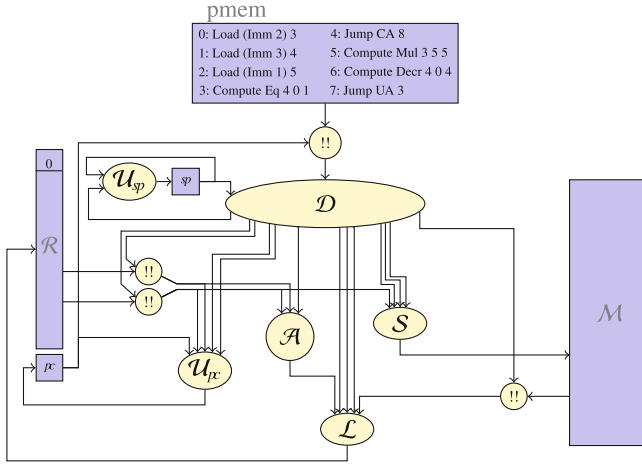 pmem
0: Load (Imm 2) 3 4: Jump CA 8
1: Load (Imm 3) 4 5: Compute Mul 3 5 5
2: Load (Imm 1) 5 6: Compute Decr 4 0 4
3: Compute Eq 4 0 1 7: Jump UA 3
!!
0
𝒰sp
sp
𝒟
ℛ
!!
!!
ℳ
𝒜
𝒮
pc
𝒰pc
!!
ℒ